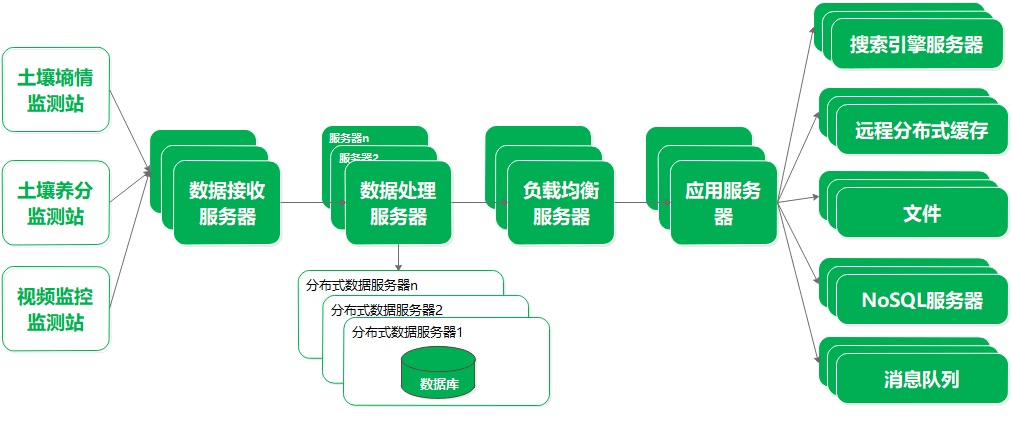 土壤墒情
监测站
土壤养分
监测站
视频监控
监测站
数据接收
服务器
服务器n
服务器2
数据处理
服务器
分布式数据服务器n
分布式数据服务器2
分布式数据服务器1
数据库
负载均衡
服务器
应用服务
器
搜索引擎服务器
远程分布式缓存
文件
NoSQL服务器
消息队列